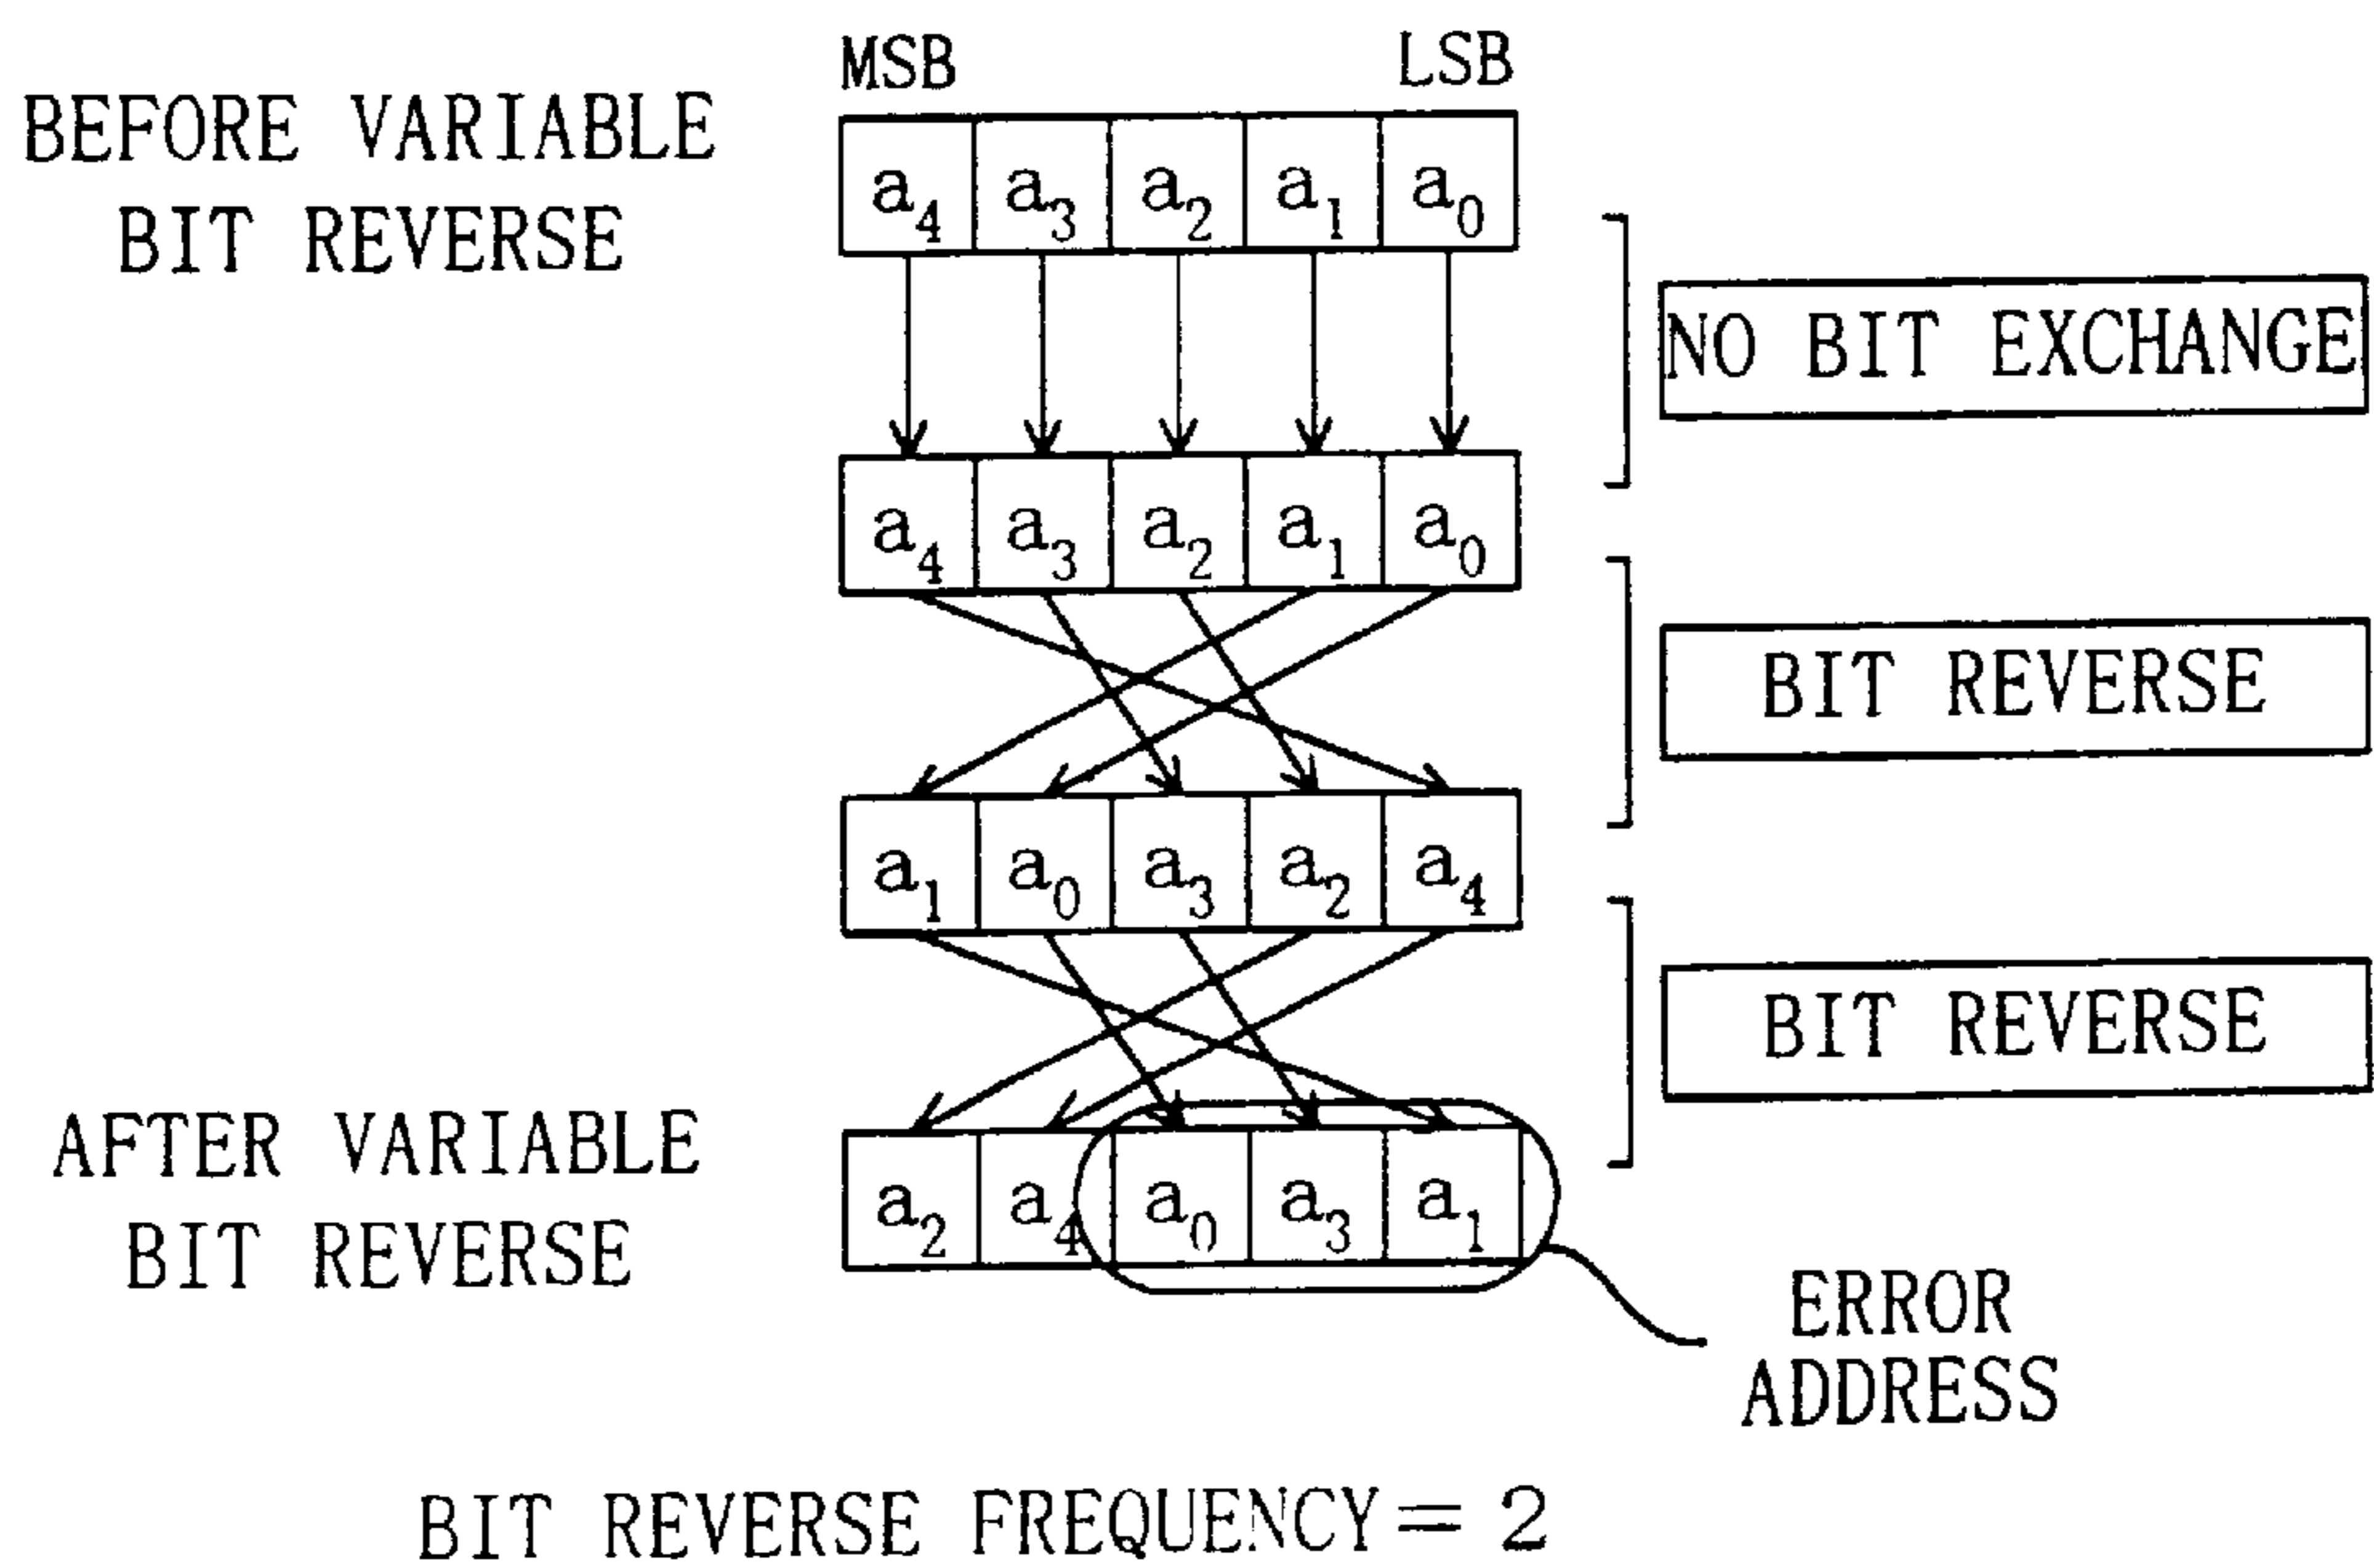 MSB LSB
BEFORE VARIABLE
BIT REVERSE
a4 a3 a2 a1 a0
NO BIT EXCHANGE
a4 a3 a2 a1 a0
BIT REVERSE
a1 a0 a3 a2 a4
BIT REVERSE
AFTER VARIABLE
BIT REVERSE
a2 a4 a0 a3 a1
ERROR
ADDRESS
BIT REVERSE FREQUENCY = 2